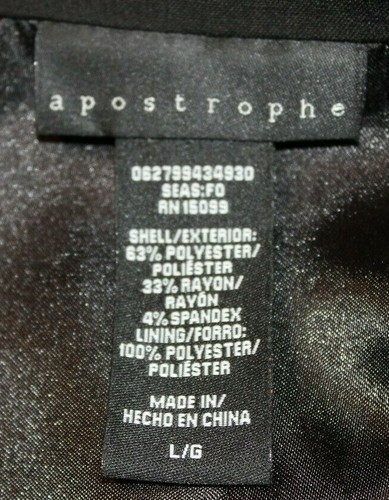 apostrophe
062799434930
SEAS:FO
RN 15099
SHELL/EXTERIOR:
63% POLYESTER/
POLIÉSTER
33% RAYON/
RAYÓN
4% SPANDEX
LINING/FORRO:
100% POLYESTER/
POLIÉSTER
MADE IN/
HECHO EN CHINA
L/G